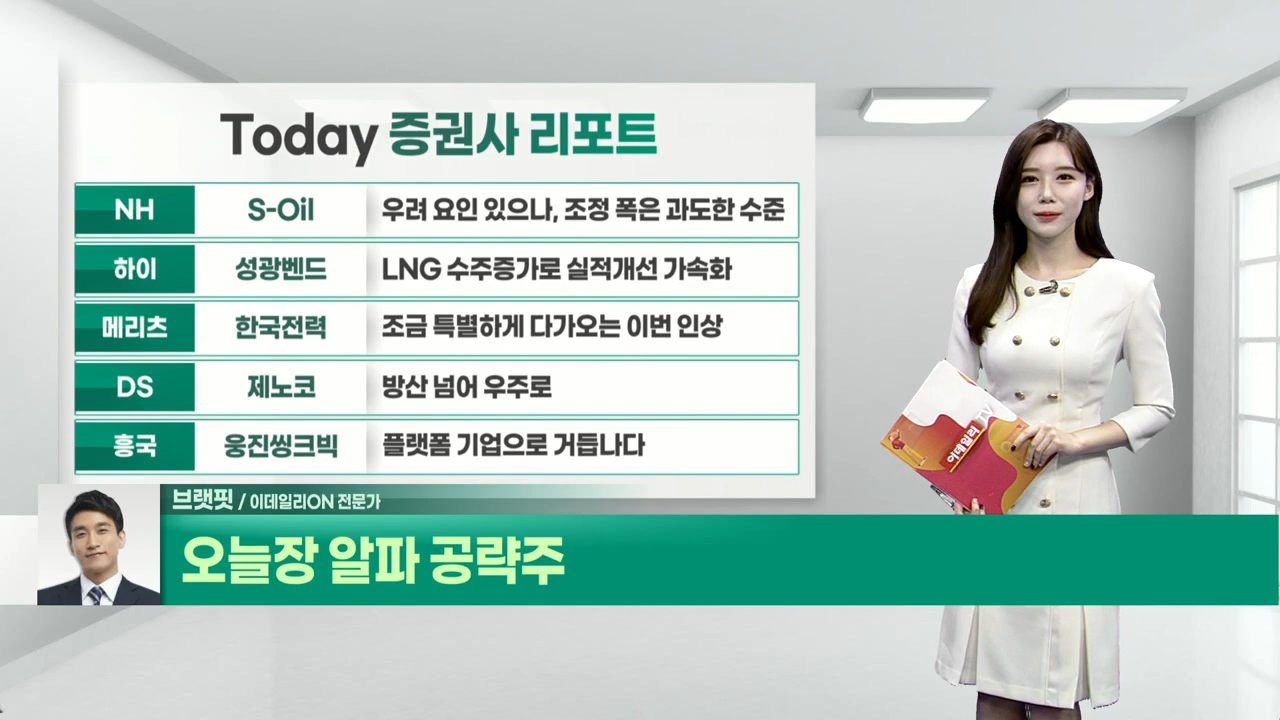 Today 증권사 리포트
NH S-Oil 우려 요인 있으나, 조정 폭은 과도한 수준
하이 성광벤드 LNG 수주증가로 실적개선 가속화
메리츠 한국전력 조금 특별하게 다가오는 이번 인상
DS 제노코 방산 넘어 우주로
흥국 웅진씽크빅 플랫폼 기업으로 거듭나다
이데일리 TV
브랫핏 / 이데일리ON 전문가
오늘장 알파 공략주